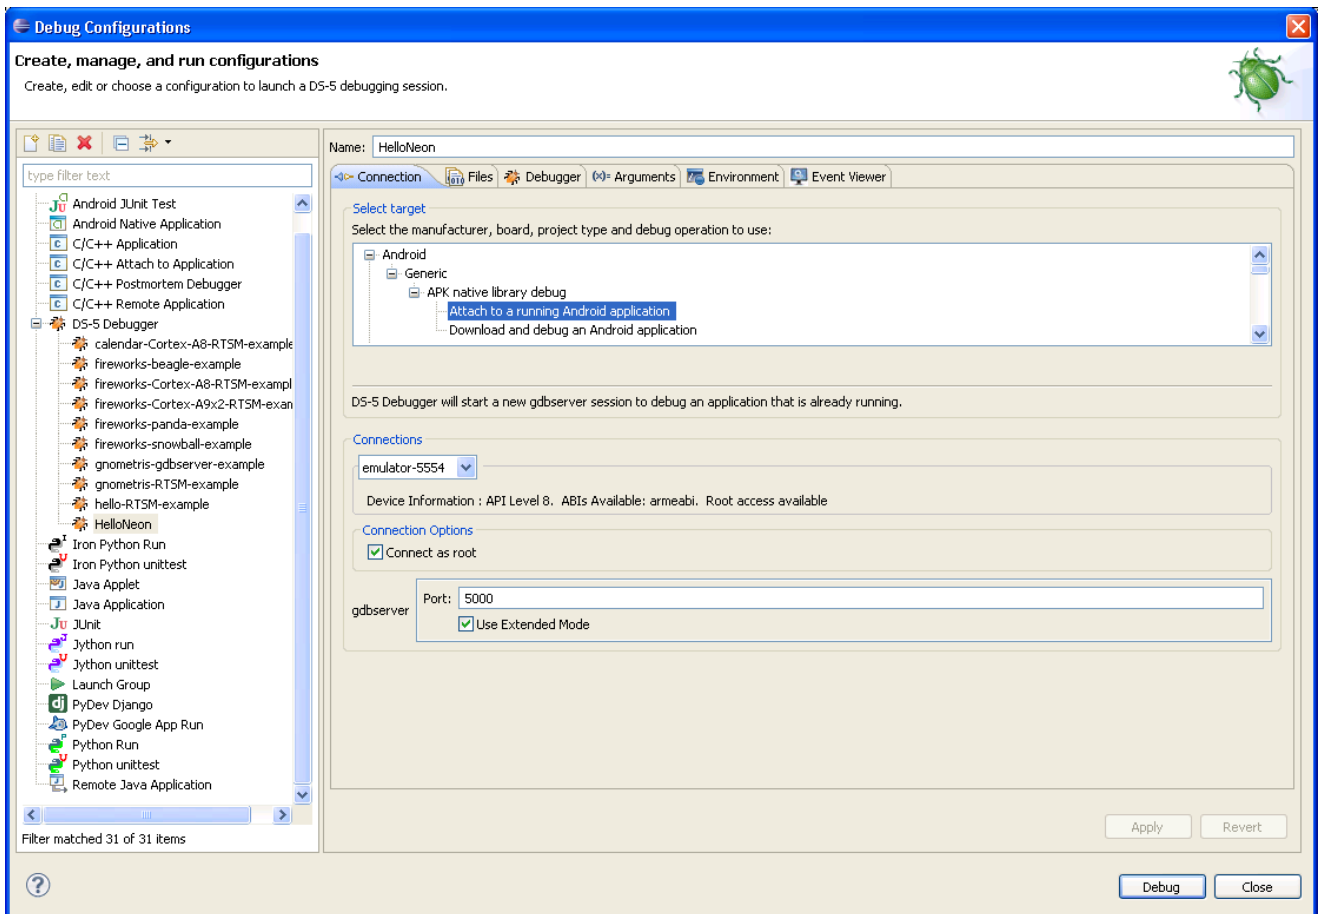 Debug Configurations
Create, manage, and run configurations
Create, edit or choose a configuration to launch a DS-5 debugging session.
type filter text
Android JUnit Test
Android Native Application
C/C++ Application
C/C++ Attach to Application
C/C++ Postmortem Debugger
C/C++ Remote Application
DS-5 Debugger
calendar-Cortex-A8-RTSM-example
fireworks-beagle-example
fireworks-Cortex-A8-RTSM-exampl
fireworks-Cortex-A9x2-RTSM-exan
fireworks-panda-example
fireworks-snowball-example
gnometris-gdbserver-example
gnometris-RTSM-example
hello-RTSM-example
HelloNeon
Iron Python Run
Iron Python unittest
Java Applet
Java Application
JUnit
Jython run
Jython unittest
Launch Group
PyDev Django
PyDev Google App Run
Python Run
Python unittest
Remote Java Application
Filter matched 31 of 31 items
Name: HelloNeon
Connection Files Debugger (x)= Arguments Environment Event Viewer
Select target
Select the manufacturer, board, project type and debug operation to use:
Android
Generic
APK native library debug
Attach to a running Android application
Download and debug an Android application
DS-5 Debugger will start a new gdbserver session to debug an application that is already running.
Connections
emulator-5554
Device Information : API Level 8. ABIs Available: armeabi. Root access available
Connection Options
Connect as root
gdbserver
Port: 5000
Use Extended Mode
Apply Revert
Debug Close